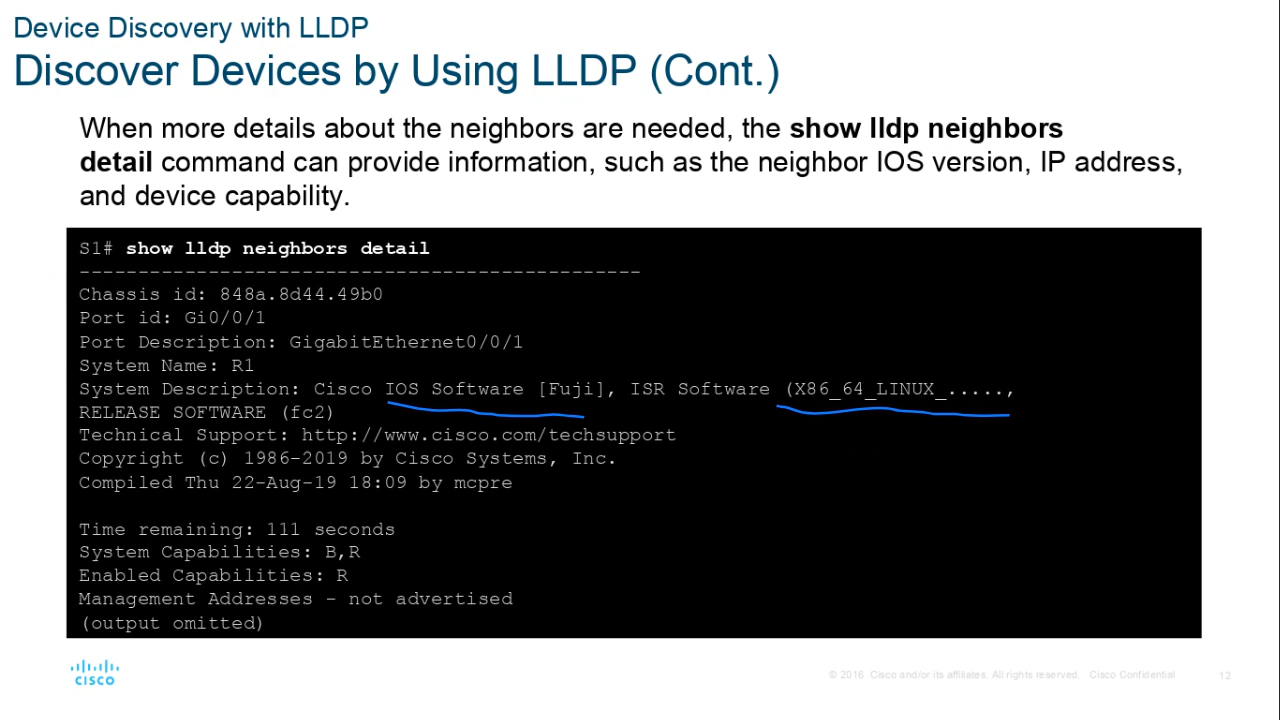 Device Discovery with LLDP
Discover Devices by Using LLDP (Cont.)
When more details about the neighbors are needed, the show lldp neighbors
detail command can provide information, such as the neighbor IOS version, IP address,
and device capability.
S1# show lldp neighbors detail
------------------------------------------------
Chassis id: 848a.8d44.49b0
Port id: Gi0/0/1
Port Description: GigabitEthernet0/0/1
System Name: R1
System Description: Cisco IOS Software [Fuji], ISR Software (X86_64_LINUX_.....,
RELEASE SOFTWARE (fc2)
Technical Support: http://www.cisco.com/techsupport
Copyright (c) 1986-2019 by Cisco Systems, Inc.
Compiled Thu 22-Aug-19 18:09 by mcpre
Time remaining: 111 seconds
System Capabilities: B,R
Enabled Capabilities: R
Management Addresses - not advertised
(output omitted)
CISCO
© 2016 Cisco and/or its affiliates. All rights reserved. Cisco Confidential
12